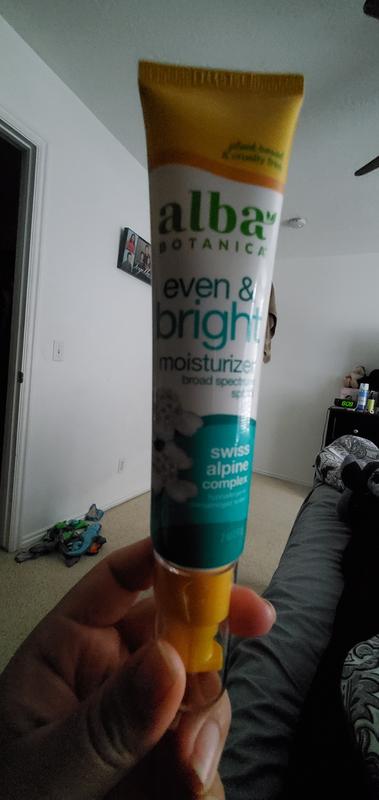 plant-based
& cruelty free
alba
BOTANICA
even &
bright
moisturizer
broad spectrum
spf
swiss
alpine
complex